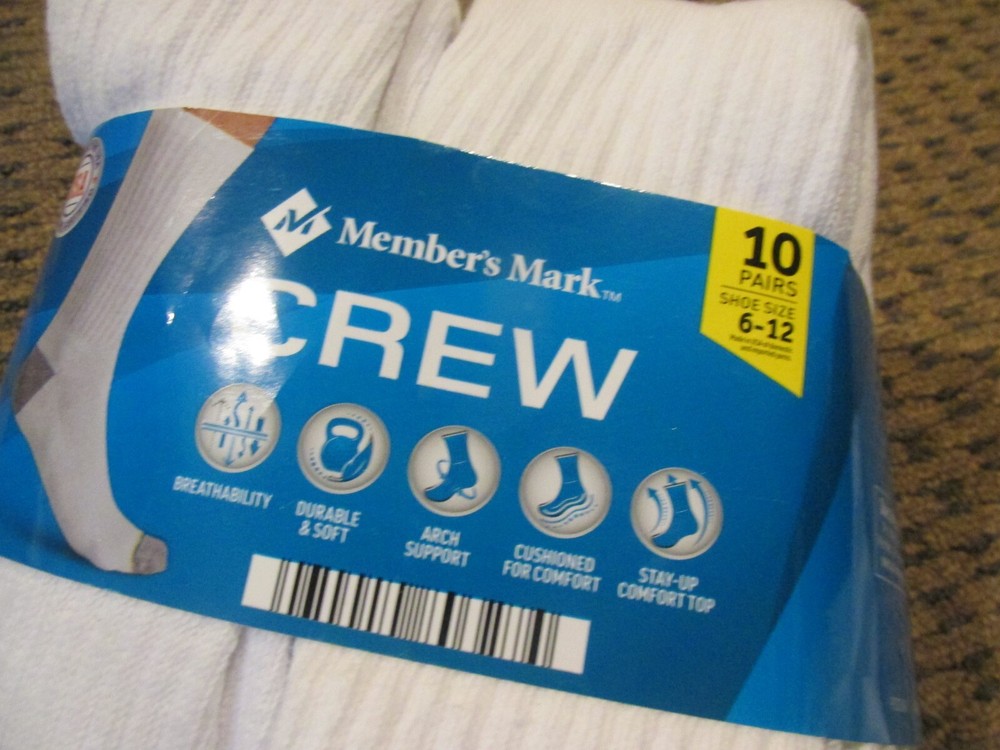 Member's Mark™
CREW
10
PAIRS
SHOE SIZE
6-12
BREATHABILITY
DURABLE
& SOFT
ARCH
SUPPORT
CUSHIONED
FOR COMFORT
STAY-UP
COMFORT TOP